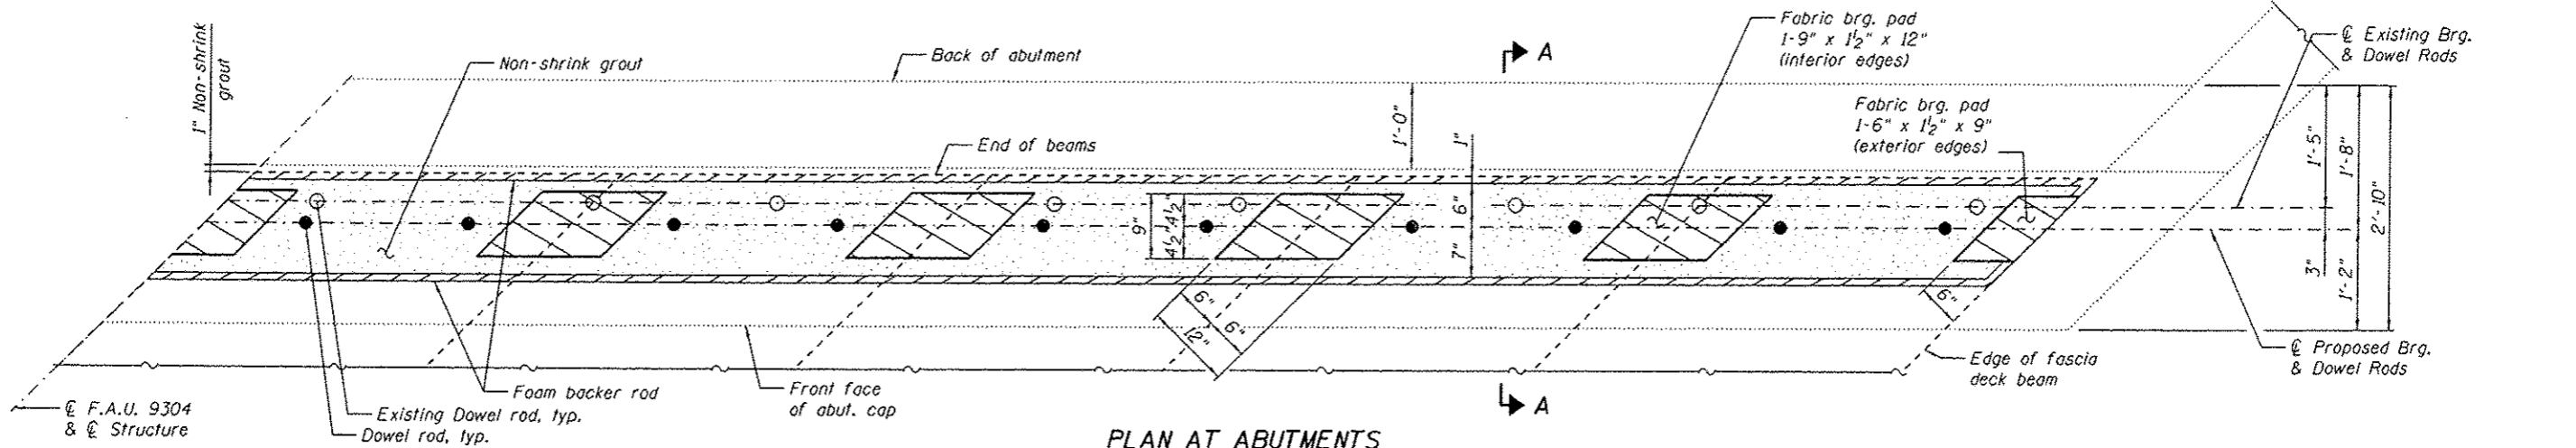 1" Non-shrink
grout
Non-shrink grout
Back of abutment
A
Fabric brg. pad
1-9" x 1½" x 12"
(interior edges)
℄ Existing Brg.
& Dowel Rods
Fabric brg. pad
1-6" x 1½" x 9"
(exterior edges)
End of beams
1'-0"
1"
6"
7"
9"
4½"
4½"
1'-5"
3"
1'-8"
1'-2"
2'-10"
6"
6"
12"
6"
℄ F.A.U. 9304
& ℄ Structure
Existing Dowel rod, typ.
Dowel rod, typ.
Foam backer rod
Front face
of abut. cap
A
Edge of fascia
deck beam
℄ Proposed Brg.
& Dowel Rods
PLAN AT ABUTMENTS